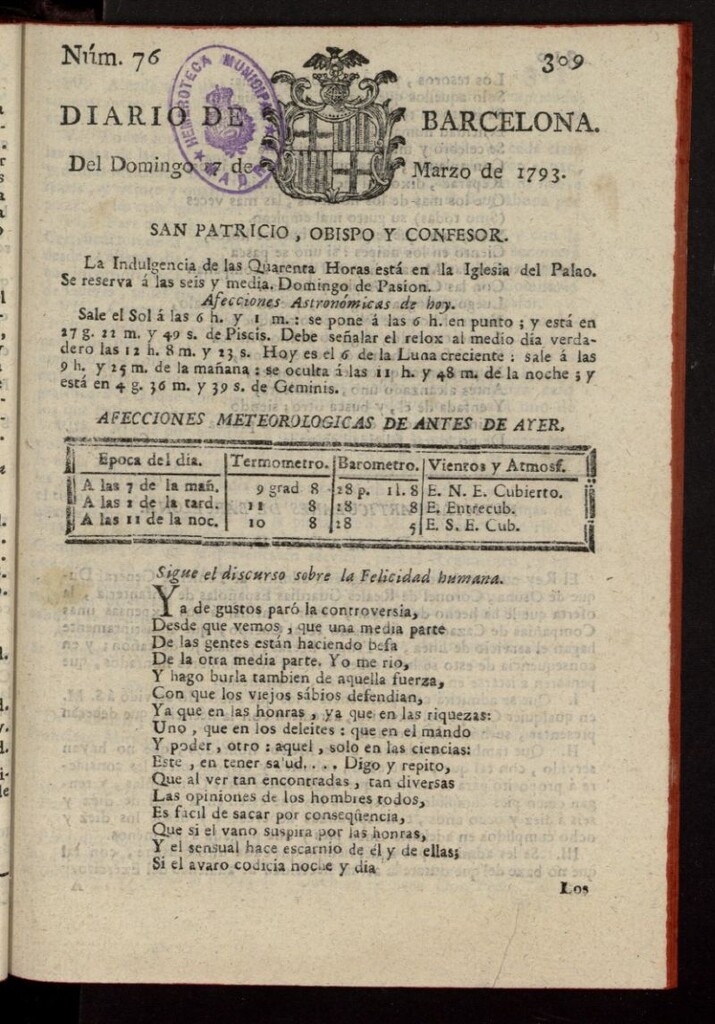 Núm. 76
309
HEMEROTECA MUNICIPAL
MADRID
DIARIO DE BARCELONA.
Del Domingo 17 de Marzo de 1793.
SAN PATRICIO, OBISPO Y CONFESOR.
La Indulgencia de las Quarenta Horas está en la Iglesia del Palao.
Se reserva á las seis y media. Domingo de Pasion.
Afecciones Astronómicas de hoy.
Sale el Sol á las 6 h. y 1 m.: se pone á las 6 h. en punto; y está en
27 g. 22 m. y 49 s. de Piscis. Debe señalar el relox al medio dia verda-
dero las 12 h. 8 m. y 23 s. Hoy es el 6 de la Luna creciente: sale á las
9 h. y 25 m. de la mañana: se oculta á las 11 h. y 48 m. de la noche; y
está en 4 g. 36 m. y 39 s. de Geminis.
AFECCIONES METEOROLOGICAS DE ANTES DE AYER.
Epoca del dia. Termometro. Barometro. Vientos y Atmosf.
A las 7 de la mañ. 9 grad 8 28 p. 11. 8 E. N. E. Cubierto.
A las 2 de la tard. 11 8 28 8 E. Entrecub.
A las 11 de la noc. 10 8 28 5 E. S. E. Cub.
Sigue el discurso sobre la Felicidad humana.
Ya de gustos paró la controversia,
Desde que vemos, que una media parte
De las gentes están haciendo befa
De la otra media parte. Yo me rio,
Y hago burla tambien de aquella fuerza,
Con que los viejos sábios defendian,
Ya que en las honras, ya que en las riquezas:
Uno, que en los deleites: que en el mándo
Y poder, otro: aquel, solo en las ciencias:
Este, en tener salud.... Digo y repito,
Que al ver tan encontradas, tan diversas
Las opiniones de los hombres todos,
Es facil de sacar por conseqüencia,
Que si el vano suspira por las honras,
Y el sensual hace escarnio de él y de ellas;
Si el avaro codicia noche y dia
Los